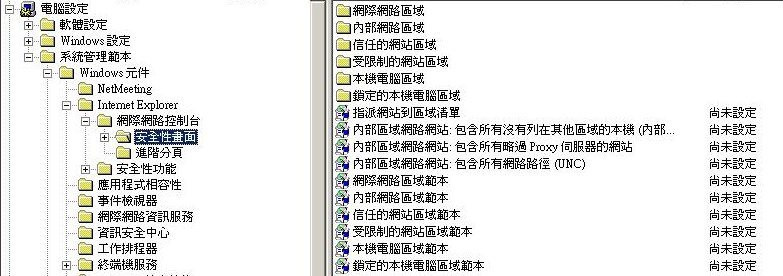 電腦設定
軟體設定
Windows 設定
系統管理範本
Windows 元件
NetMeeting
Internet Explorer
網際網路控制台
安全性畫面
進階分頁
安全性功能
應用程式相容性
事件檢視器
網際網路資訊服務
資訊安全中心
工作排程器
終端機服務
網際網路區域
內部網路區域
信任的網站區域
受限制的網站區域
本機電腦區域
鎖定的本機電腦區域
指派網站到區域清單 尚未設定
內部區域網路網站: 包含所有沒有列在其他區域的本機 (內部... 尚未設定
內部區域網路網站: 包含所有略過 Proxy 伺服器的網站 尚未設定
內部區域網路網站: 包含所有網路路徑 (UNC) 尚未設定
網際網路區域範本 尚未設定
內部網路區域範本 尚未設定
信任的網站區域範本 尚未設定
受限制的網站區域範本 尚未設定
本機電腦區域範本 尚未設定
鎖定的本機電腦區域範本 尚未設定